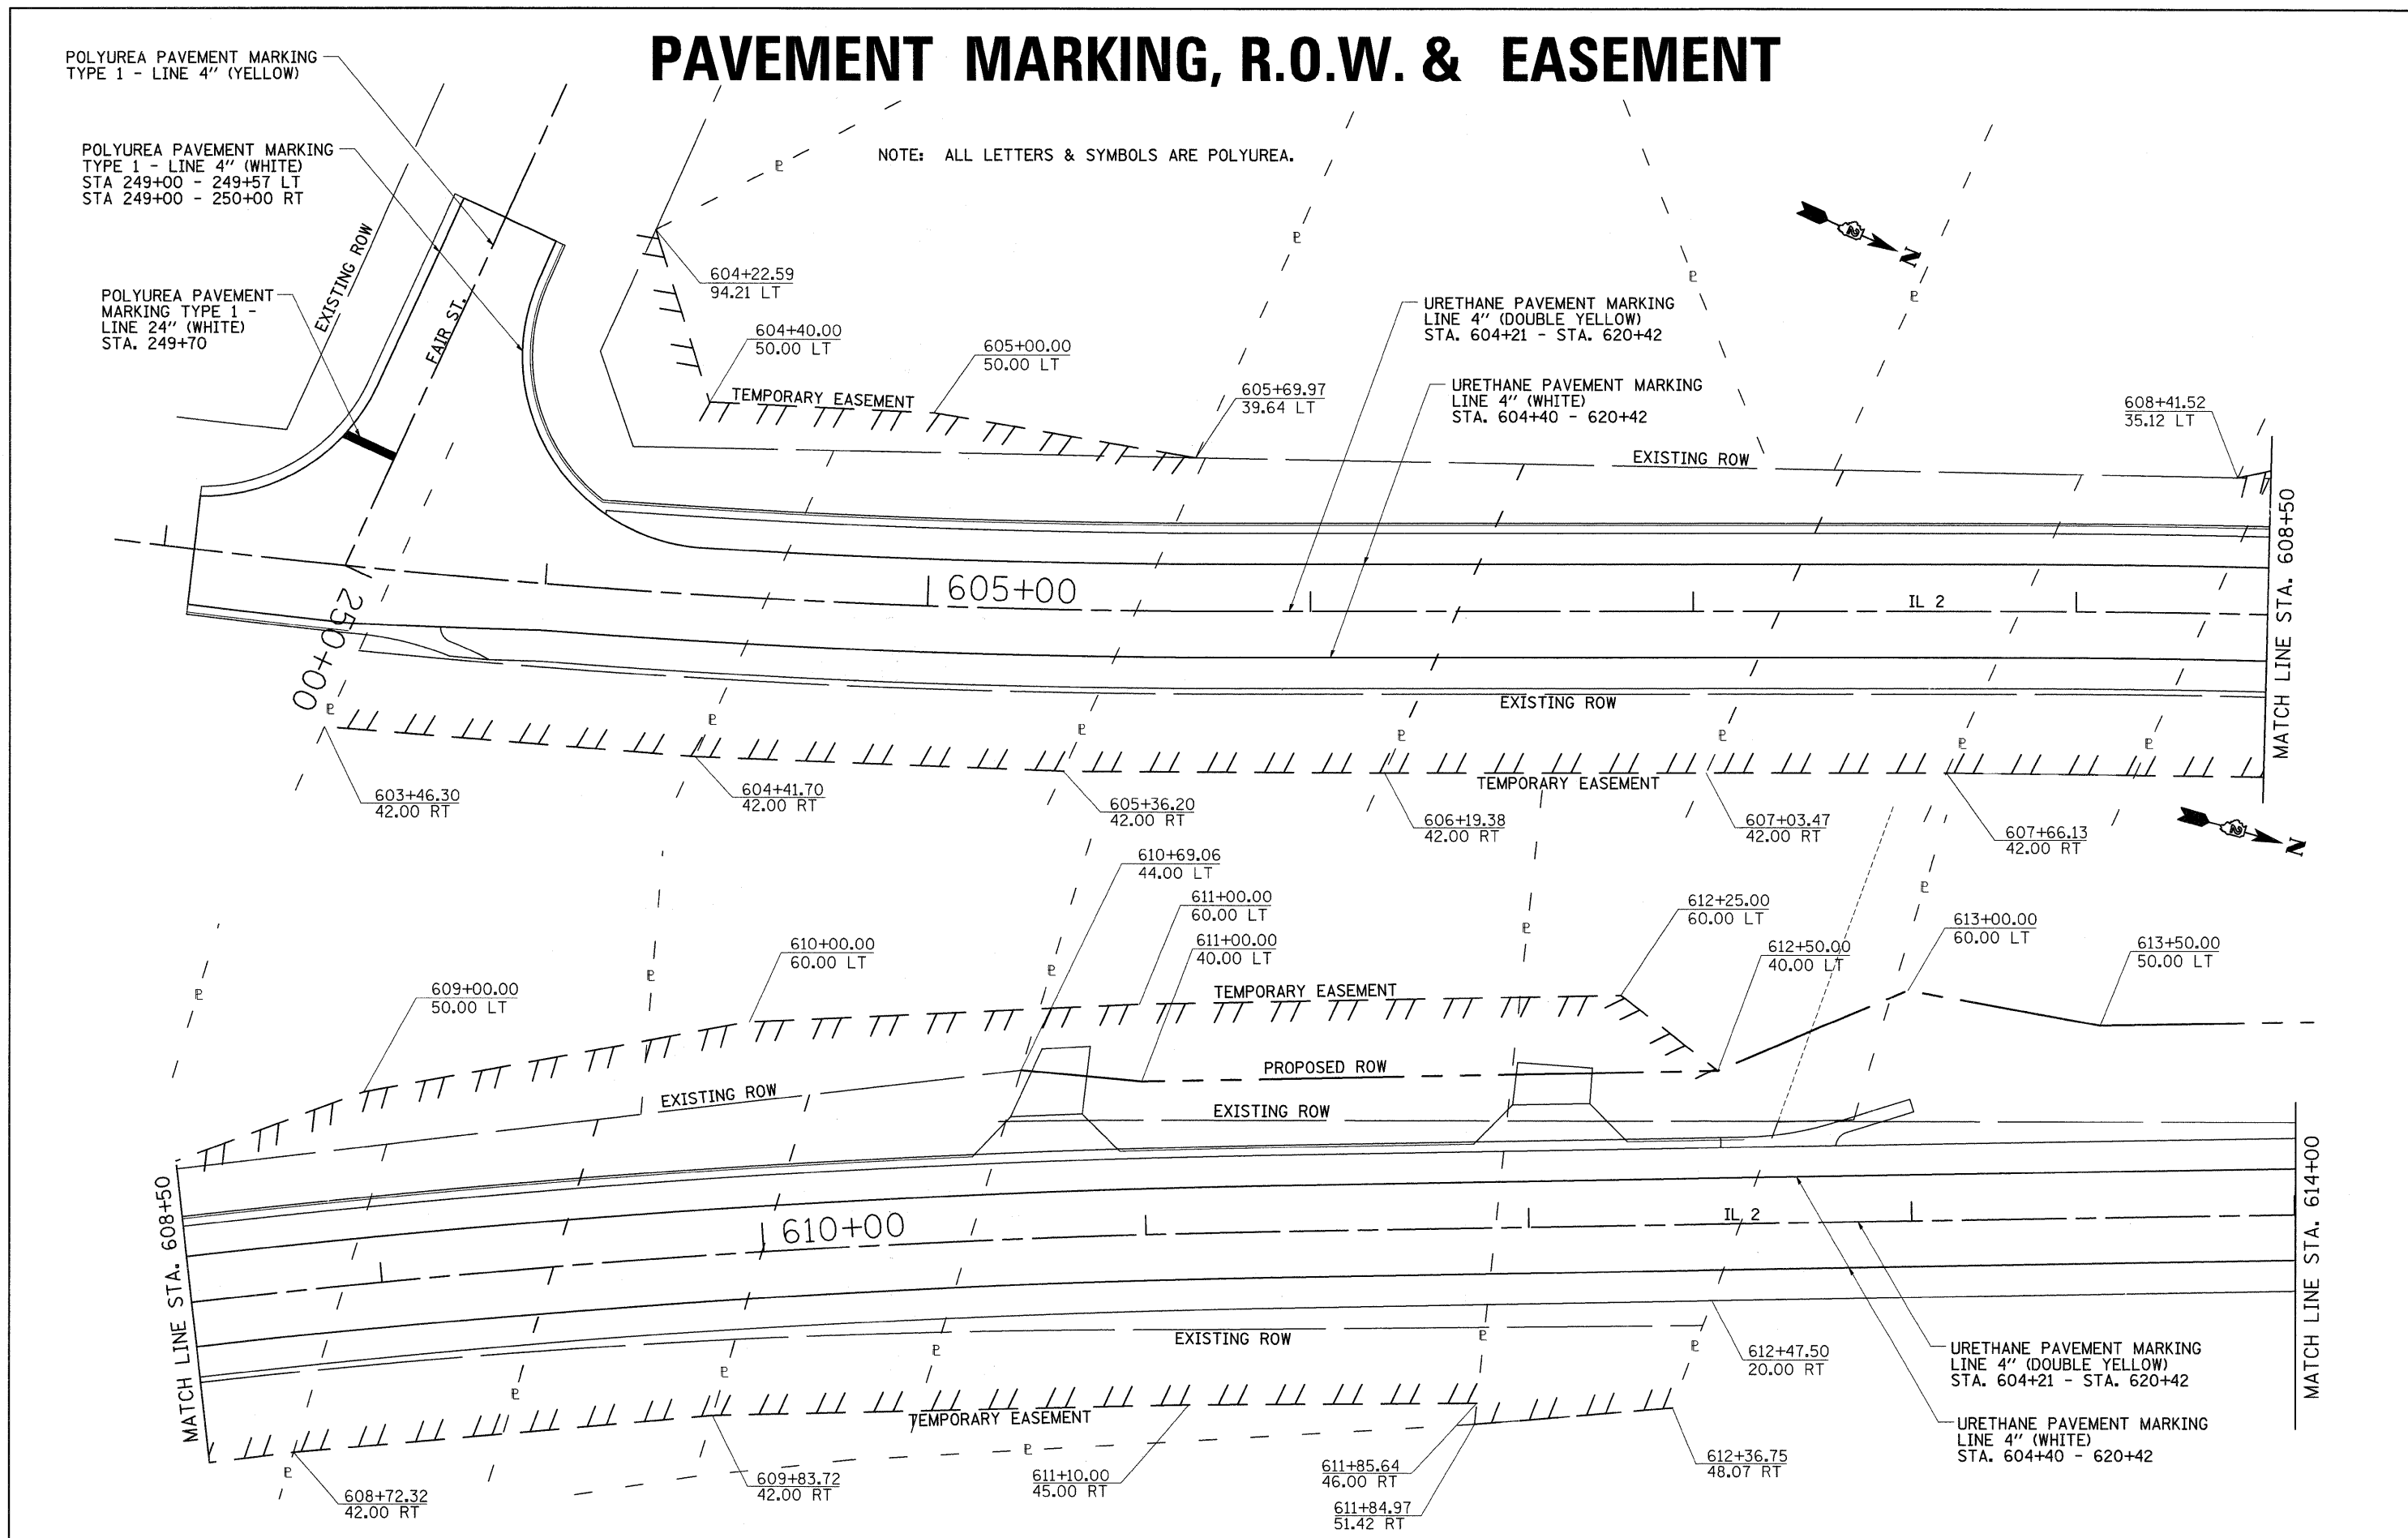 PAVEMENT MARKING, R.O.W. & EASEMENT
POLYUREA PAVEMENT MARKING
TYPE 1 - LINE 4" (YELLOW)
POLYUREA PAVEMENT MARKING
TYPE 1 - LINE 4" (WHITE)
STA 249+00 - 249+57 LT
STA 249+00 - 250+00 RT
POLYUREA PAVEMENT
MARKING TYPE 1 -
LINE 24" (WHITE)
STA. 249+70
EXISTING ROW
FAIR ST.
NOTE: ALL LETTERS & SYMBOLS ARE POLYUREA.
604+22.59
94.21 LT
604+40.00
50.00 LT
605+00.00
50.00 LT
TEMPORARY EASEMENT
605+69.97
39.64 LT
URETHANE PAVEMENT MARKING
LINE 4" (DOUBLE YELLOW)
STA. 604+21 - STA. 620+42
URETHANE PAVEMENT MARKING
LINE 4" (WHITE)
STA. 604+40 - 620+42
N
2
608+41.52
35.12 LT
EXISTING ROW
250+00
605+00
IL 2
MATCH LINE STA. 608+50
EXISTING ROW
TEMPORARY EASEMENT
603+46.30
42.00 RT
604+41.70
42.00 RT
605+36.20
42.00 RT
606+19.38
42.00 RT
607+03.47
42.00 RT
607+66.13
42.00 RT
N
2
610+69.06
44.00 LT
611+00.00
60.00 LT
611+00.00
40.00 LT
612+25.00
60.00 LT
612+50.00
40.00 LT
613+00.00
60.00 LT
613+50.00
50.00 LT
609+00.00
50.00 LT
610+00.00
60.00 LT
TEMPORARY EASEMENT
PROPOSED ROW
EXISTING ROW
EXISTING ROW
MATCH LINE STA. 608+50
610+00
IL 2
MATCH LINE STA. 614+00
EXISTING ROW
TEMPORARY EASEMENT
608+72.32
42.00 RT
609+83.72
42.00 RT
611+10.00
45.00 RT
611+85.64
46.00 RT
611+84.97
51.42 RT
612+36.75
48.07 RT
612+47.50
20.00 RT
URETHANE PAVEMENT MARKING
LINE 4" (DOUBLE YELLOW)
STA. 604+21 - STA. 620+42
URETHANE PAVEMENT MARKING
LINE 4" (WHITE)
STA. 604+40 - 620+42